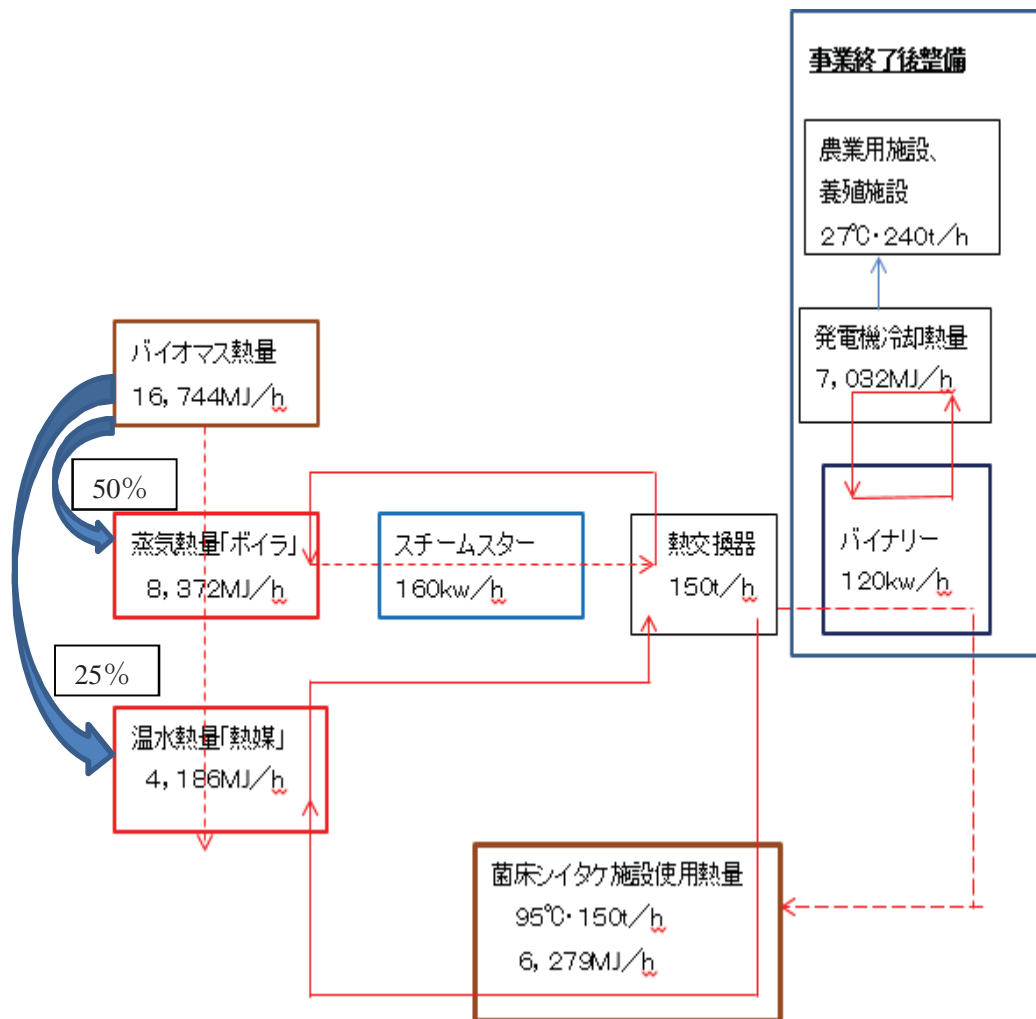 事業終了後整備
農業用施設、
養殖施設
27℃・240t/h
発電機冷却熱量
7,032MJ/h
バイオマス熱量
16,744MJ/h
50%
蒸気熱量「ボイラ」
8,372MJ/h
スチームスター
160kw/h
熱交換器
150t/h
バイナリー
120kw/h
25%
温水熱量「熱媒」
4,186MJ/h
菌床シイタケ施設使用熱量
95℃・150t/h
6,279MJ/h